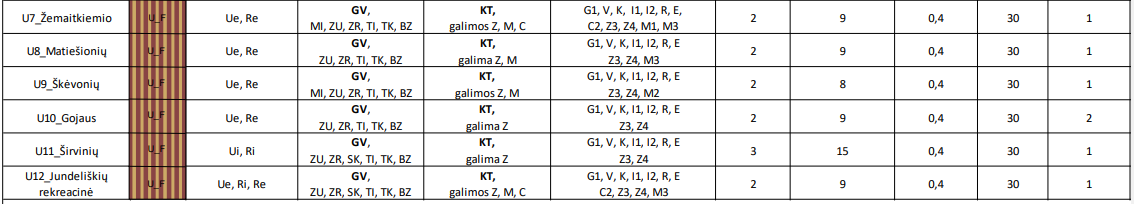 U7_Žemaitkiemio U_F Ue, Re GV, MI, ZU, ZR, TI, TK, BZ KT, galimos Z, M, C G1, V, K, I1, I2, R, E, C2, Z3, Z4, M1, M3 2 9 0,4 30 1
U8_Matiešionių U_F Ue, Re GV, ZU, ZR, TI, TK, BZ KT, galima Z, M G1, V, K, I1, I2, R, E Z3, Z4, M3 2 9 0,4 30 1
U9_Škėvonių U_F Ue, Re GV, MI, ZU, ZR, TI, TK, BZ KT, galimos Z, M G1, V, K, I1, I2, R, E Z3, Z4, M2 2 8 0,4 30 1
U10_Gojaus U_F Ue, Re GV, ZU, ZR, TI, TK, BZ KT, galima Z G1, V, K, I1, I2, R, E Z3, Z4 2 9 0,4 30 2
U11_Širvinių U_F Ui, Ri GV, ZU, ZR, SK, TI, TK, BZ KT, galima Z G1, V, K, I1, I2, R, E Z3, Z4 3 15 0,4 30 1
U12_Jundeliškių rekreacinė U_F Ue, Ri, Re GV, ZU, ZR, SK, TI, TK, BZ KT, galimos Z, M, C G1, V, K, I1, I2, R, E C2, Z3, Z4, M3 2 9 0,4 30 1